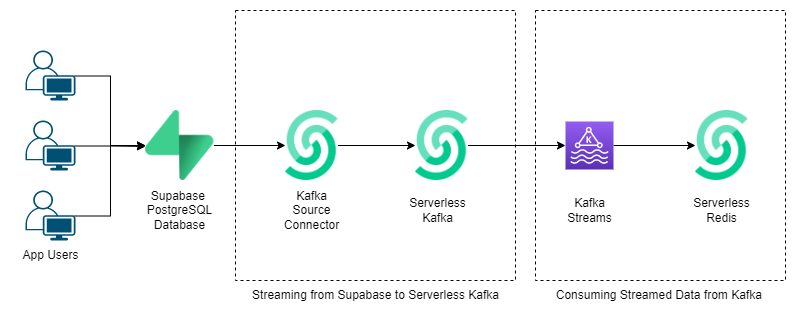 App Users
Supabase
PostgreSQL
Database
Kafka
Source
Connector
Serverless
Kafka
Streaming from Supabase to Serverless Kafka
K
Kafka
Streams
Serverless
Redis
Consuming Streamed Data from Kafka